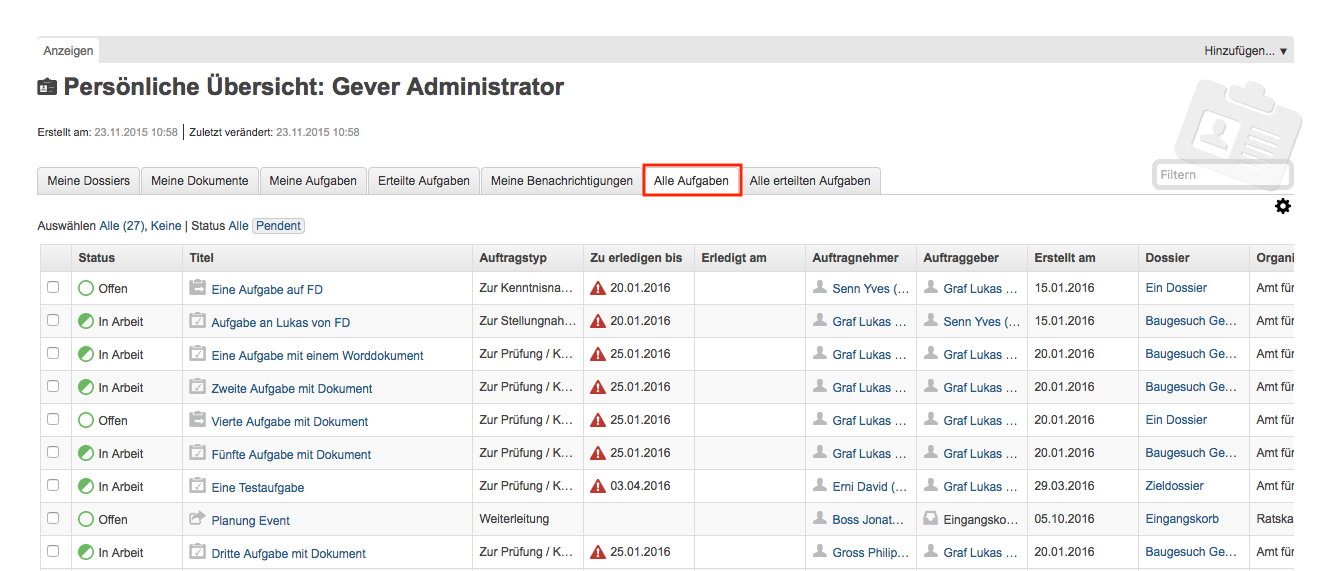 Anzeigen Hinzufügen... ▼
Persönliche Übersicht: Gever Administrator
Erstellt am: 23.11.2015 10:58 | Zuletzt verändert: 23.11.2015 10:58
Meine Dossiers Meine Dokumente Meine Aufgaben Erteilte Aufgaben Meine Benachrichtigungen Alle Aufgaben Alle erteilten Aufgaben
Filtern
Auswählen Alle (27), Keine | Status Alle Pendent
Status Titel Auftragstyp Zu erledigen bis Erledigt am Auftragnehmer Auftraggeber Erstellt am Dossier Organi
Offen Eine Aufgabe auf FD Zur Kenntnisna... 20.01.2016 Senn Yves (... Graf Lukas ... 15.01.2016 Ein Dossier Amt für
In Arbeit Aufgabe an Lukas von FD Zur Stellungnah... 20.01.2016 Graf Lukas ... Senn Yves (... 15.01.2016 Baugesuch Ge... Amt für
In Arbeit Eine Aufgabe mit einem Worddokument Zur Prüfung / K... 25.01.2016 Graf Lukas ... Graf Lukas ... 20.01.2016 Baugesuch Ge... Amt für
In Arbeit Zweite Aufgabe mit Dokument Zur Prüfung / K... 25.01.2016 Graf Lukas ... Graf Lukas ... 20.01.2016 Baugesuch Ge... Amt für
Offen Vierte Aufgabe mit Dokument Zur Prüfung / K... 25.01.2016 Graf Lukas ... Graf Lukas ... 20.01.2016 Ein Dossier Amt für
In Arbeit Fünfte Aufgabe mit Dokument Zur Prüfung / K... 25.01.2016 Graf Lukas ... Graf Lukas ... 20.01.2016 Baugesuch Ge... Amt für
In Arbeit Eine Testaufgabe Zur Prüfung / K... 03.04.2016 Erni David (... Graf Lukas ... 29.03.2016 Zieldossier Amt für
Offen Planung Event Weiterleitung Boss Jonat... Eingangsko... 05.10.2016 Eingangskorb Ratska
In Arbeit Dritte Aufgabe mit Dokument Zur Prüfung / K... 25.01.2016 Gross Philip... Graf Lukas ... 20.01.2016 Baugesuch Ge... Amt für